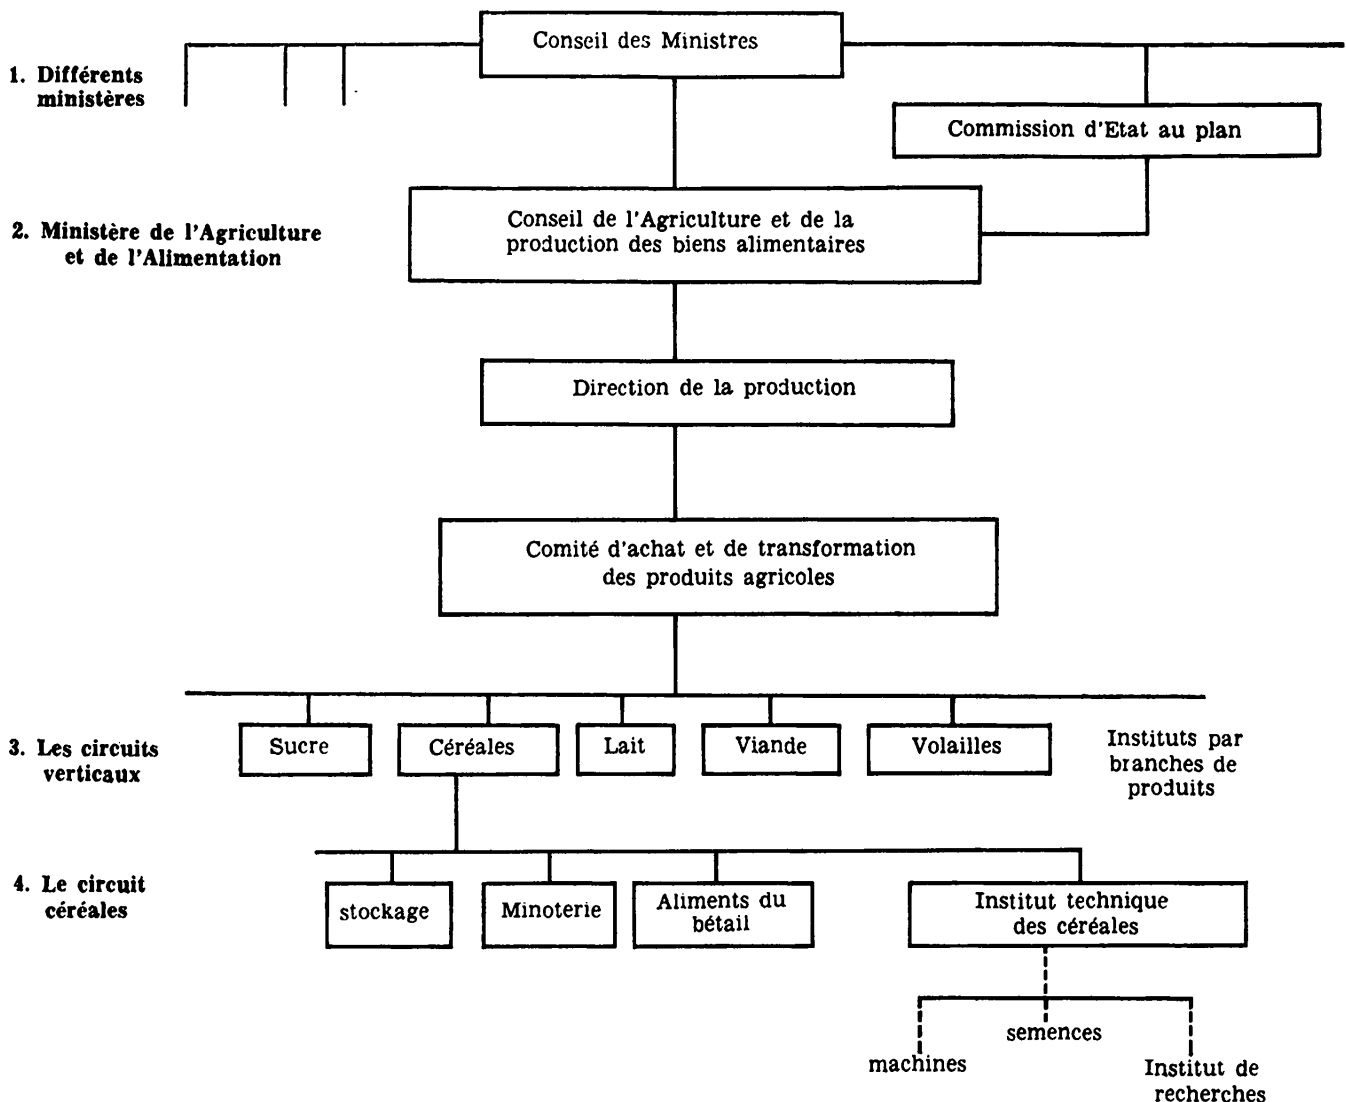 Conseil des Ministres
1. Différents
ministères
Commission d'Etat au plan
2. Ministère de l'Agriculture
et de l'Alimentation
Conseil de l'Agriculture et de la
production des biens alimentaires
Direction de la production
Comité d'achat et de transformation
des produits agricoles
3. Les circuits
verticaux
Sucre
Céréales
Lait
Viande
Volailles
Instituts par
branches de
produits
4. Le circuit
céréales
stockage
Minoterie
Aliments du
bétail
Institut technique
des céréales
machines
semences
Institut de
recherches